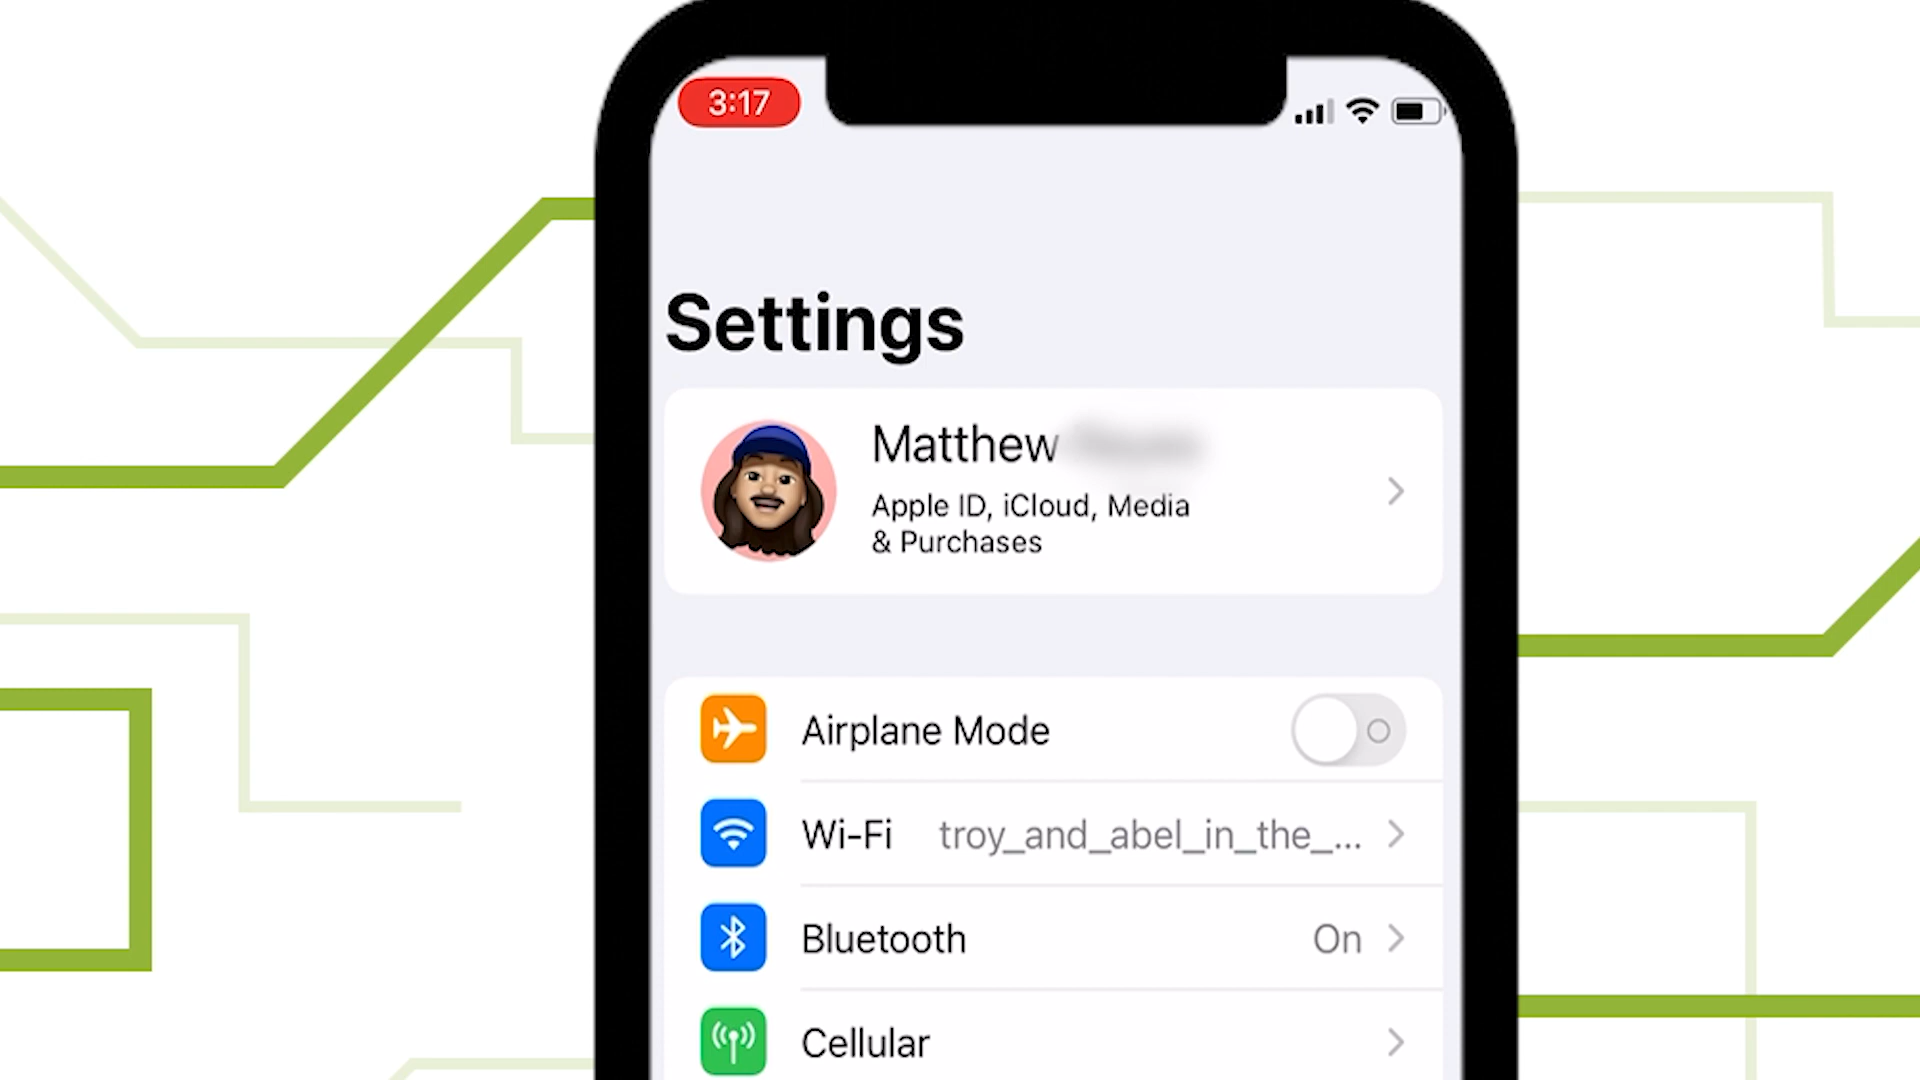 3:17
Settings
Matthew
Apple ID, iCloud, Media
& Purchases
Airplane Mode
Wi-Fi troy_and_abel_in_the_...
Bluetooth On
Cellular